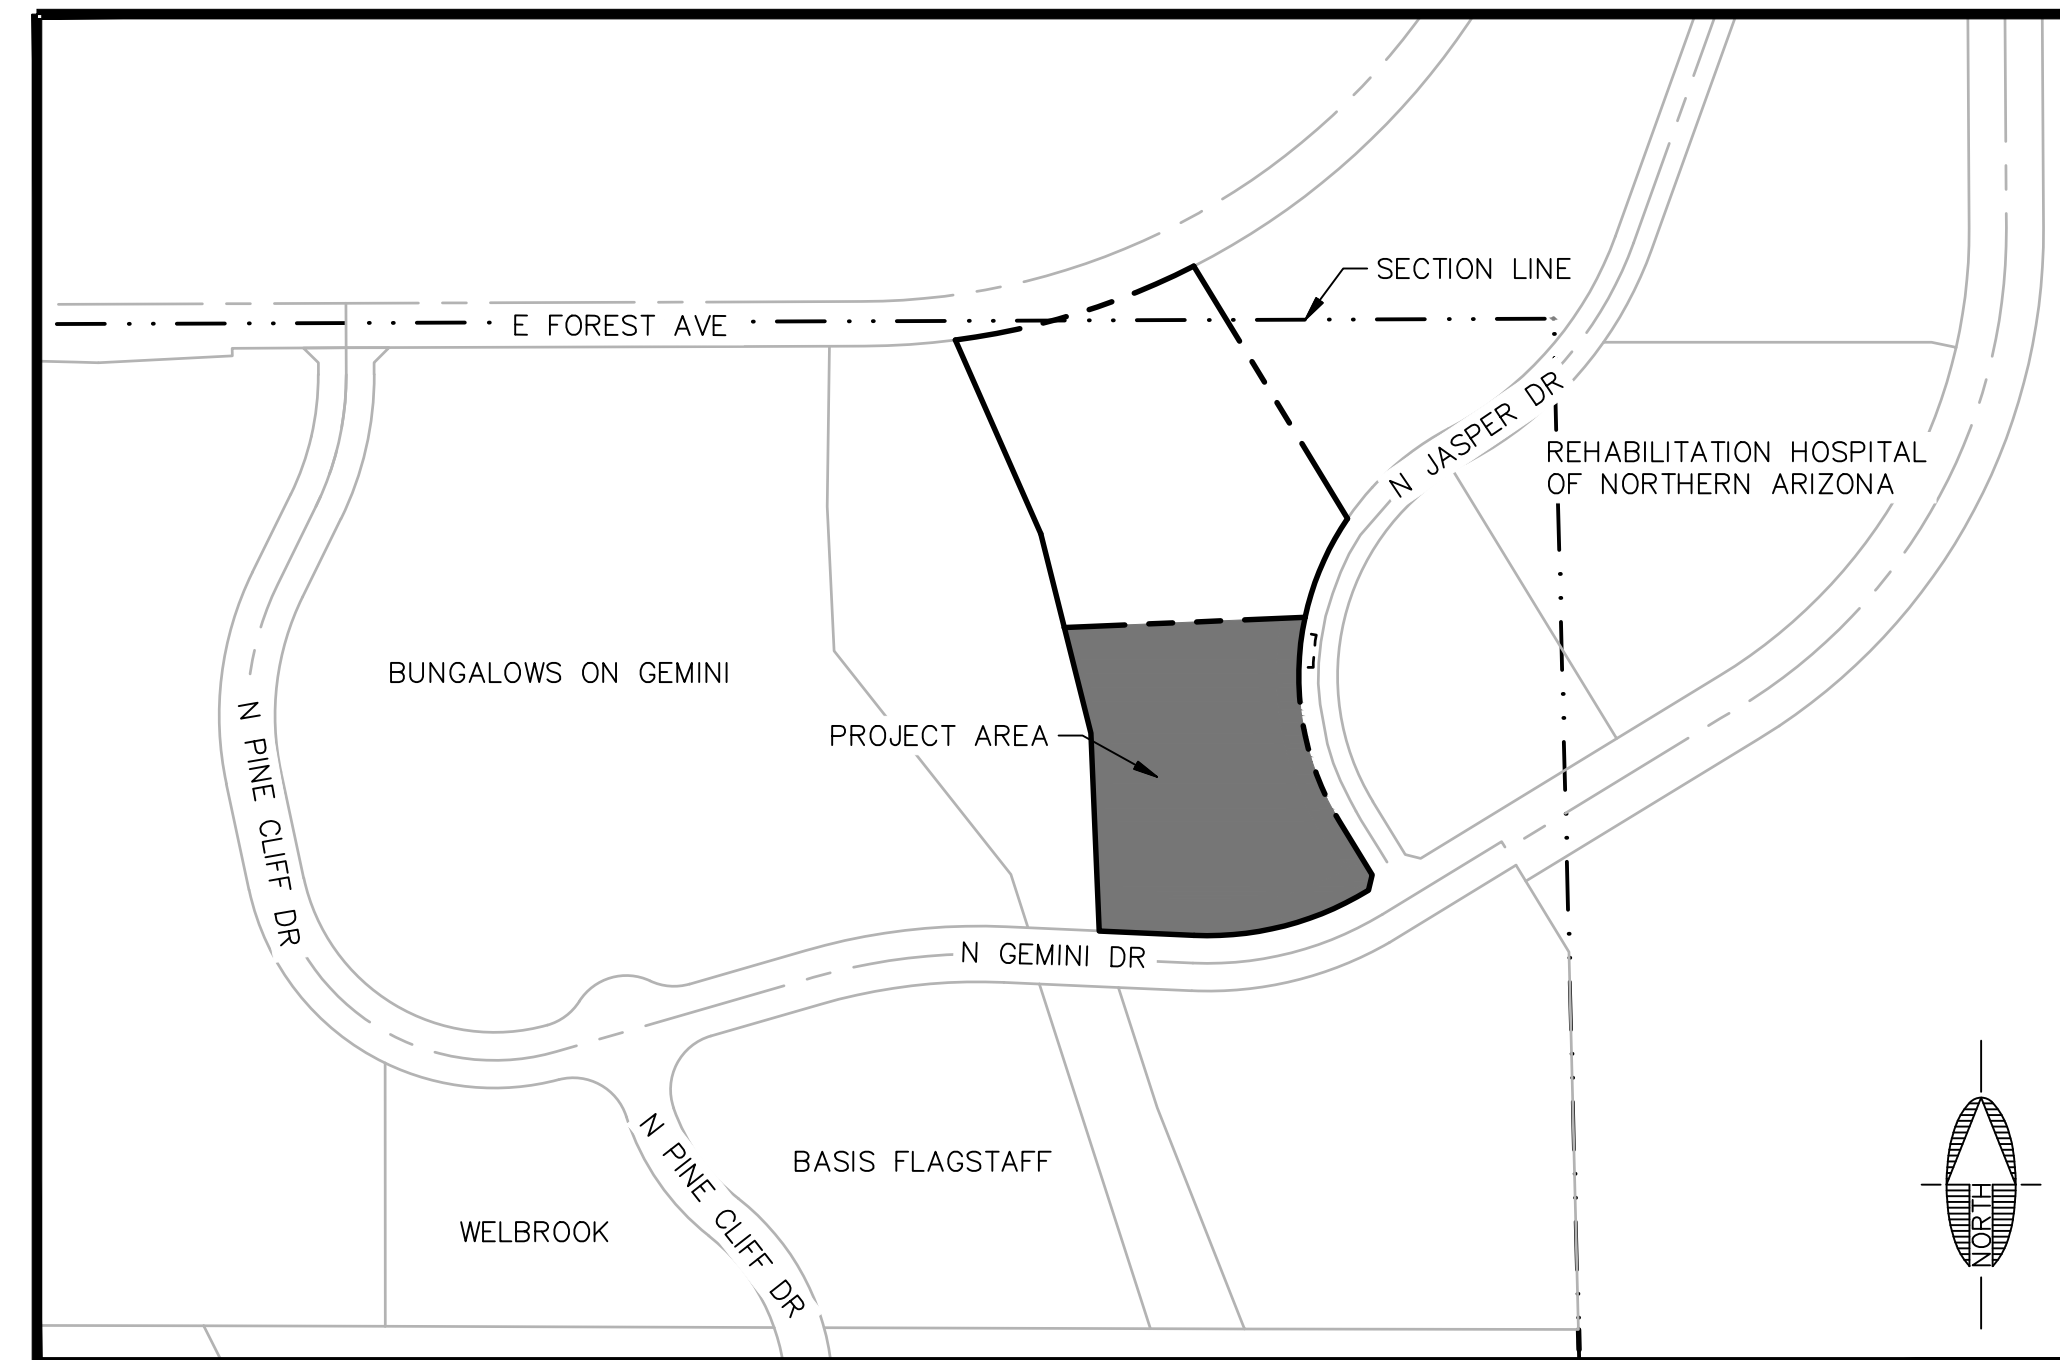 SECTION LINE
E FOREST AVE
N JASPER DR
REHABILITATION HOSPITAL
OF NORTHERN ARIZONA
BUNGALOWS ON GEMINI
PROJECT AREA
N PINE CLIFF DR
N GEMINI DR
N PINE CLIFF DR
BASIS FLAGSTAFF
WELBROOK
NORTH